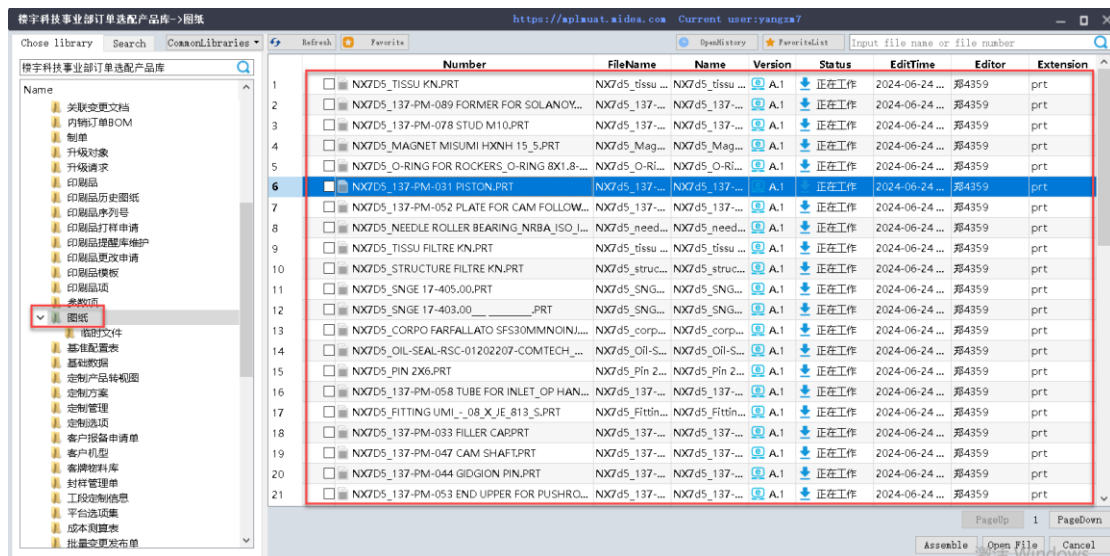 楼宇科技事业部订单选配产品库->图纸 https://mplmuat.midea.com Current user:yangzm7
Chose library Search CommonLibraries Refresh Favorite OpenHistory FavoriteList Input file name or file number
楼宇科技事业部订单选配产品库
Name
关联变更文档
内销订单BOM
制单
升级对象
升级请求
印刷品
印刷品历史图纸
印刷品序列号
印刷品打样申请
印刷品提醒库维护
印刷品更改申请
印刷品模板
印刷品项
参数项
图纸
临时文件
基准配置表
基础数据
定制产品转视图
定制方案
定制管理
定制选项
客户报备申请单
客户机型
客牌物料库
封样管理单
工段定制信息
平台选项集
成本测算表
批量变更发布单
Number FileName Name Version Status EditTime Editor Extension
1 NX7D5_TISSU KN.PRT NX7d5_tissu ... NX7d5_tissu ... A.1 正在工作 2024-06-24 ... 郑4359 prt
2 NX7D5_137-PM-089 FORMER FOR SOLANOY... NX7d5_137-... NX7d5_137-... A.1 正在工作 2024-06-24 ... 郑4359 prt
3 NX7D5_137-PM-078 STUD M10.PRT NX7d5_137-... NX7d5_137-... A.1 正在工作 2024-06-24 ... 郑4359 prt
4 NX7D5_MAGNET MISUMI HXNH 15_5.PRT NX7d5_Mag... NX7d5_Mag... A.1 正在工作 2024-06-24 ... 郑4359 prt
5 NX7D5_O-RING FOR ROCKERS_O-RING 8X1.8-... NX7d5_O-Ri... NX7d5_O-Ri... A.1 正在工作 2024-06-24 ... 郑4359 prt
6 NX7D5_137-PM-031 PISTON.PRT NX7d5_137-... NX7d5_137-... A.1 正在工作 2024-06-24 ... 郑4359 prt
7 NX7D5_137-PM-052 PLATE FOR CAM FOLLOW... NX7d5_137-... NX7d5_137-... A.1 正在工作 2024-06-24 ... 郑4359 prt
8 NX7D5_NEEDLE ROLLER BEARING_NRBA_ISO_I... NX7d5_need... NX7d5_need... A.1 正在工作 2024-06-24 ... 郑4359 prt
9 NX7D5_TISSU FILTRE KN.PRT NX7d5_tissu ... NX7d5_tissu ... A.1 正在工作 2024-06-24 ... 郑4359 prt
10 NX7D5_STRUCTURE FILTRE KN.PRT NX7d5_struc... NX7d5_struc... A.1 正在工作 2024-06-24 ... 郑4359 prt
11 NX7D5_SNGE 17-405.00.PRT NX7d5_SNG... NX7d5_SNG... A.1 正在工作 2024-06-24 ... 郑4359 prt
12 NX7D5_SNGE 17-403.00__ ______.PRT NX7d5_SNG... NX7d5_SNG... A.1 正在工作 2024-06-24 ... 郑4359 prt
13 NX7D5_CORPO FARFALLATO SFS30MMNOINJ.... NX7d5_corp... NX7d5_corp... A.1 正在工作 2024-06-24 ... 郑4359 prt
14 NX7D5_OIL-SEAL-RSC-01202207-COMTECH_... NX7d5_Oil-S... NX7d5_Oil-S... A.1 正在工作 2024-06-24 ... 郑4359 prt
15 NX7D5_PIN 2X6.PRT NX7d5_Pin 2... NX7d5_Pin 2... A.1 正在工作 2024-06-24 ... 郑4359 prt
16 NX7D5_137-PM-058 TUBE FOR INLET_OP HAN... NX7d5_137-... NX7d5_137-... A.1 正在工作 2024-06-24 ... 郑4359 prt
17 NX7D5_FITTING UMI_-_08_X_JE_813_S.PRT NX7d5_Fittin... NX7d5_Fittin... A.1 正在工作 2024-06-24 ... 郑4359 prt
18 NX7D5_137-PM-033 FILLER CAP.PRT NX7d5_137-... NX7d5_137-... A.1 正在工作 2024-06-24 ... 郑4359 prt
19 NX7D5_137-PM-047 CAM SHAFT.PRT NX7d5_137-... NX7d5_137-... A.1 正在工作 2024-06-24 ... 郑4359 prt
20 NX7D5_137-PM-044 GIDGION PIN.PRT NX7d5_137-... NX7d5_137-... A.1 正在工作 2024-06-24 ... 郑4359 prt
21 NX7D5_137-PM-053 END UPPER FOR PUSHRO... NX7d5_137-... NX7d5_137-... A.1 正在工作 2024-06-24 ... 郑4359 prt
PageUp 1 PageDown
Assemble Open File Cancel
激活 Windows